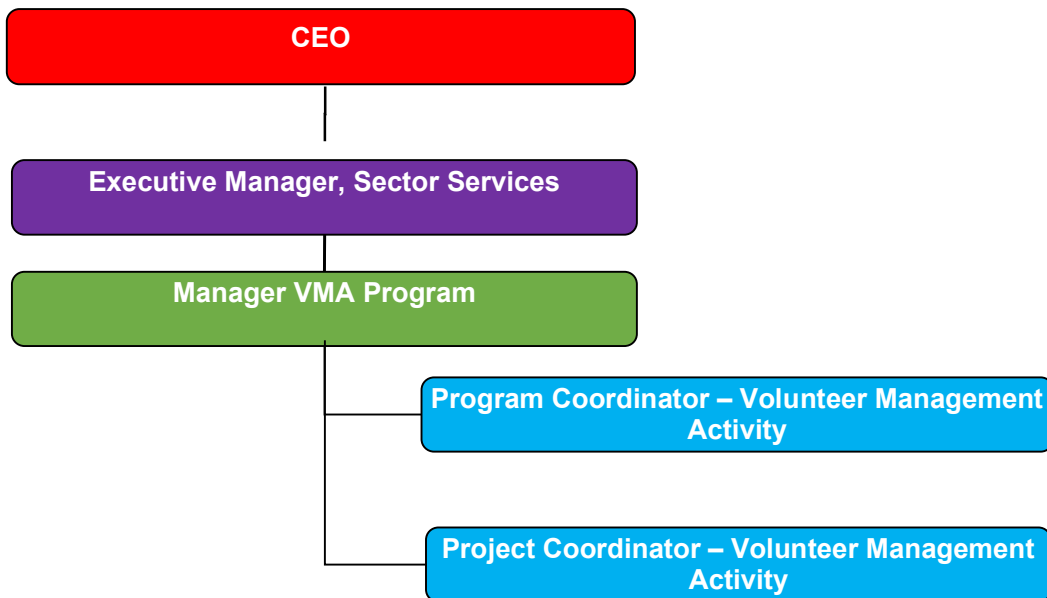 CEO
Executive Manager, Sector Services
Manager VMA Program
Program Coordinator – Volunteer Management
Activity
Project Coordinator – Volunteer Management
Activity